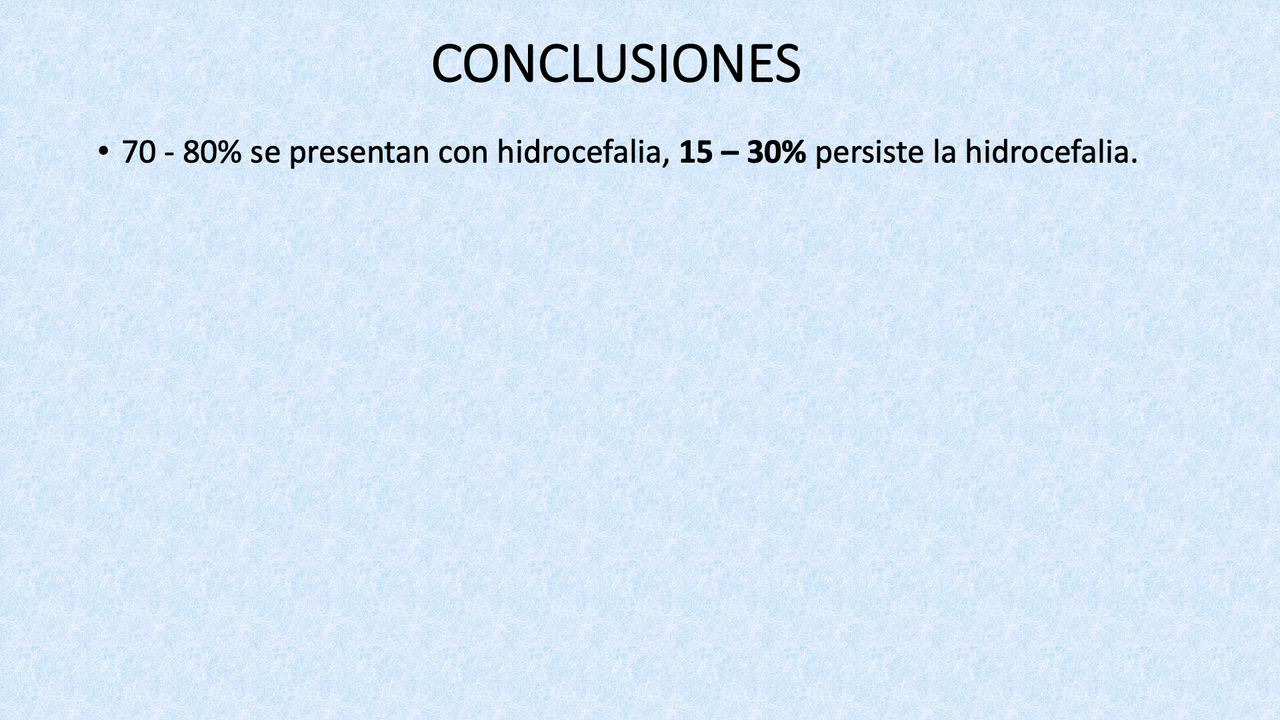 CONCLUSIONES
• 70 - 80% se presentan con hidrocefalia, 15 – 30% persiste la hidrocefalia.